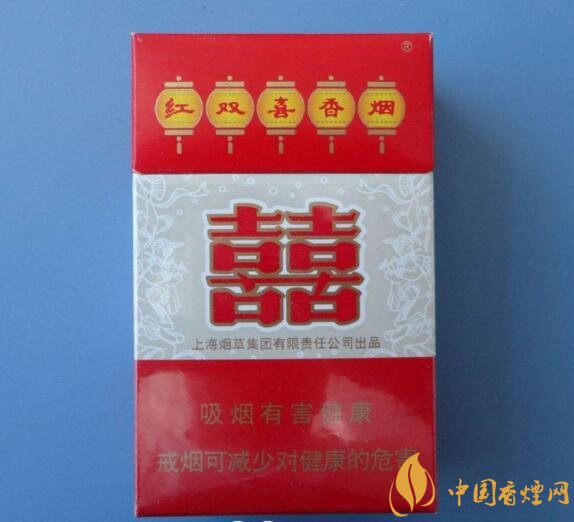 ®
红双喜香烟
囍
上海烟草集团有限责任公司出品
吸烟有害健康
戒烟可减少对健康的危害
中国香烟网